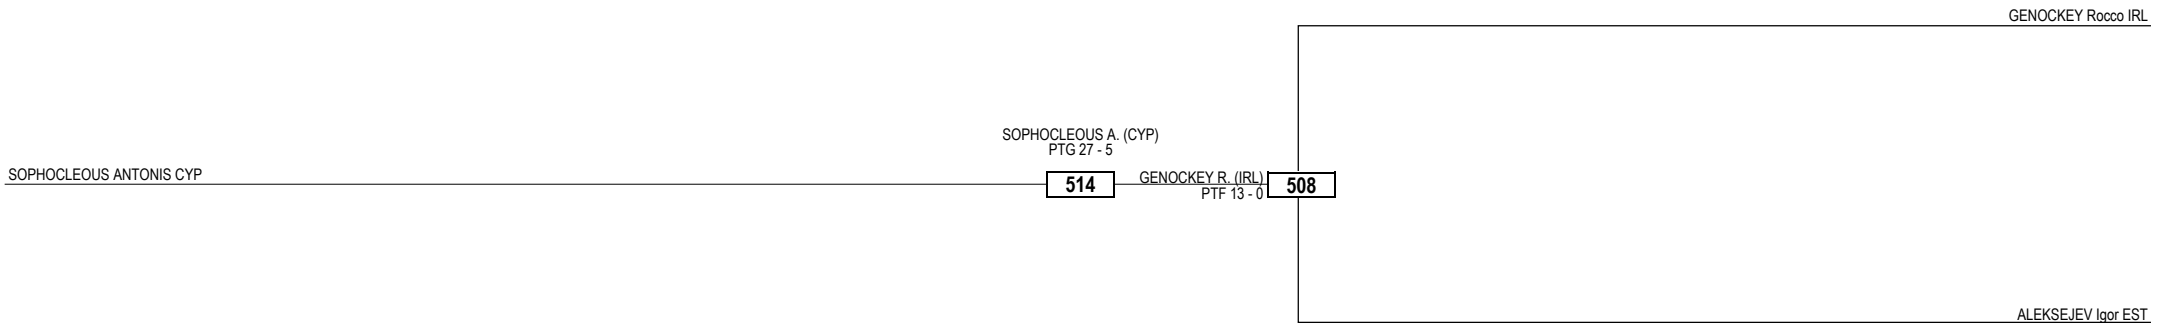 GENOCKEY Rocco IRL
SOPHOCLEOUS A. (CYP)
PTG 27 - 5
SOPHOCLEOUS ANTONIS CYP
514
GENOCKEY R. (IRL)
PTF 13 - 0
508
ALEKSEJEV Igor EST